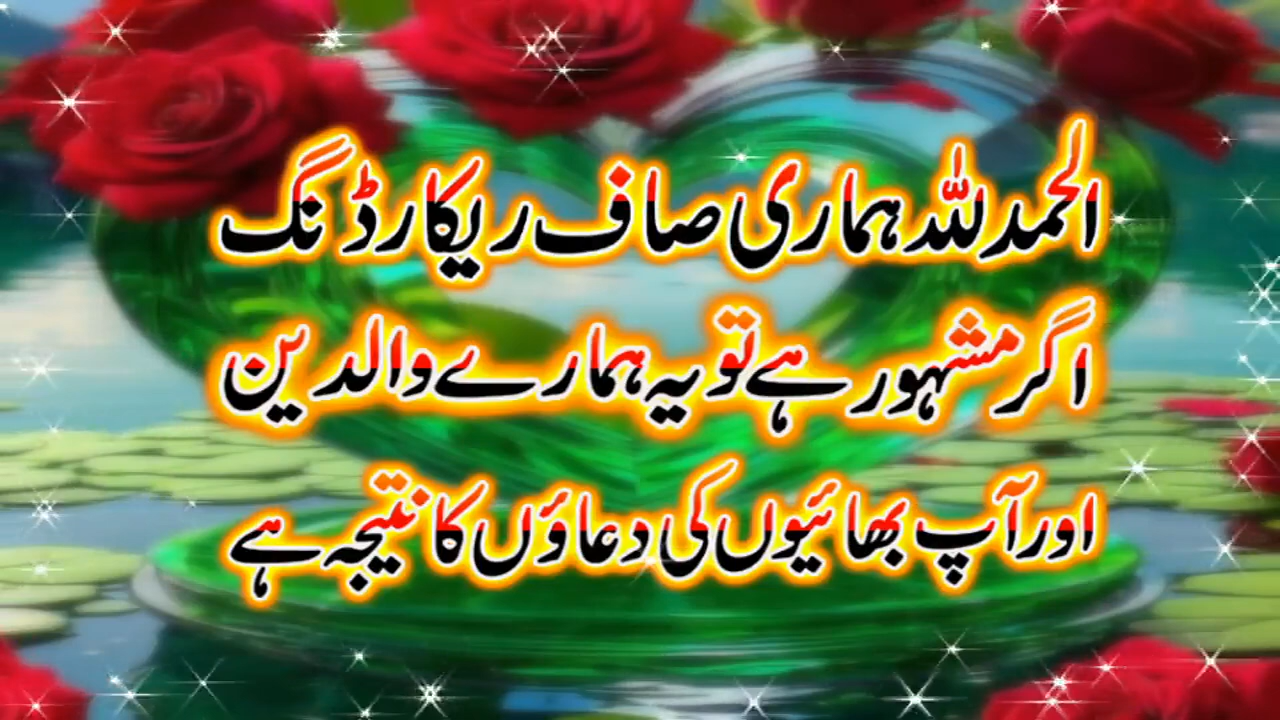 الحمدللہ ہماری صاف ریکارڈنگ
اگر مشہور ہے تو یہ ہمارے والدین
اور آپ بھائیوں کی دعاؤں کا نتیجہ ہے